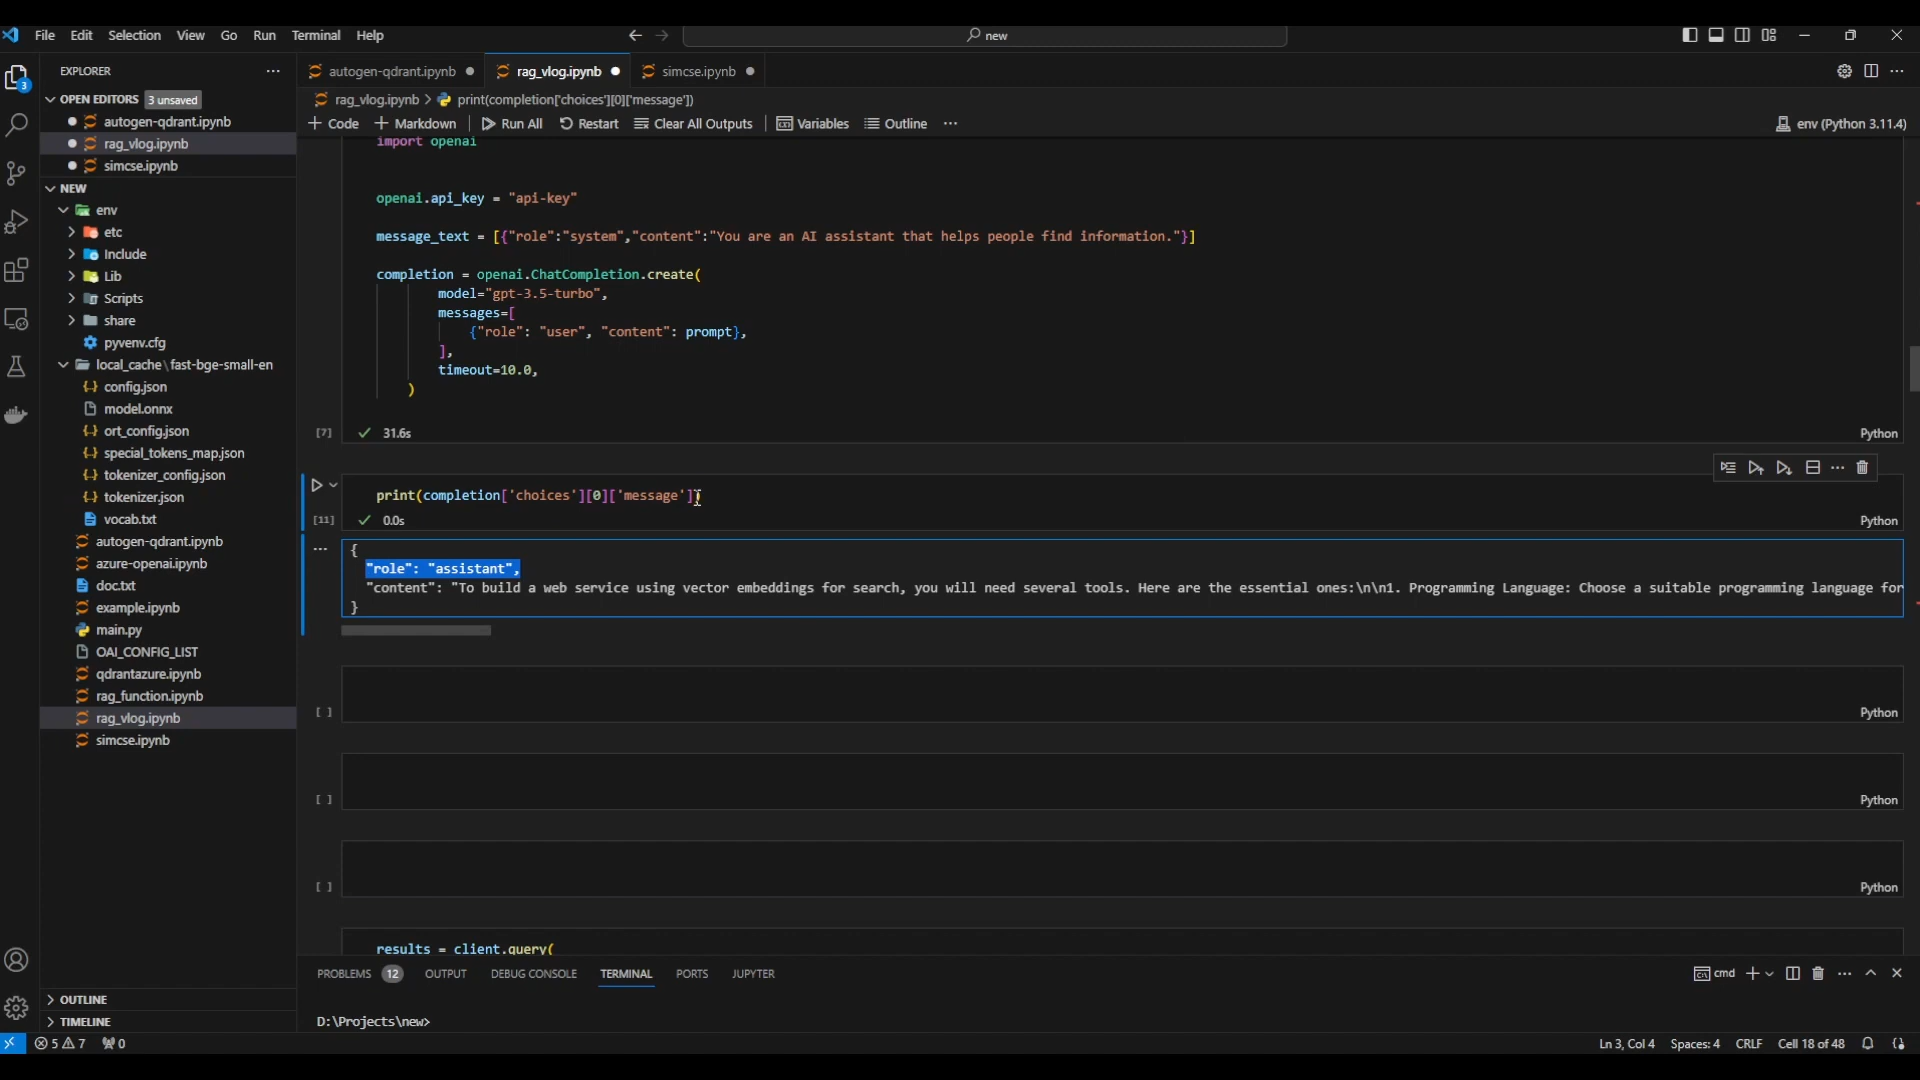 File Edit Selection View Go Run Terminal Help
new
EXPLORER
autogen-qdrant.ipynb
rag_vlog.ipynb
simcse.ipynb
OPEN EDITORS 3 unsaved
rag_vlog.ipynb > print(completion['choices'][0]['message'])
autogen-qdrant.ipynb
Code Markdown Run All Restart Clear All Outputs Variables Outline
env (Python 3.11.4)
rag_vlog.ipynb
simcse.ipynb
NEW
env
etc
Include
Lib
Scripts
share
pyvenv.cfg
local_cache\fast-bge-small-en
config.json
model.onnx
ort_config.json
special_tokens_map.json
tokenizer_config.json
tokenizer.json
vocab.txt
autogen-qdrant.ipynb
azure-openai.ipynb
doc.txt
example.ipynb
main.py
OAI_CONFIG_LIST
qdrantazure.ipynb
rag_function.ipynb
rag_vlog.ipynb
simcse.ipynb
OUTLINE
TIMELINE
3
import openai
openai.api_key = "api-key"
message_text = [{"role":"system","content":"You are an AI assistant that helps people find information."}]
completion = openai.ChatCompletion.create(
model="gpt-3.5-turbo",
messages=[
{"role": "user", "content": prompt},
],
timeout=10.0,
)
[7] 31.6s Python
print(completion['choices'][0]['message'])
[11] 0.0s Python
{
"role": "assistant",
"content": "To build a web service using vector embeddings for search, you will need several tools. Here are the essential ones:\n\n1. Programming Language: Choose a suitable programming language for
}
[ ] Python
[ ] Python
[ ] Python
results = client.query(
PROBLEMS 12 OUTPUT DEBUG CONSOLE TERMINAL PORTS JUPYTER
cmd
D:\Projects\new>
5 7 0
Ln 3, Col 4 Spaces: 4 CRLF Cell 18 of 48